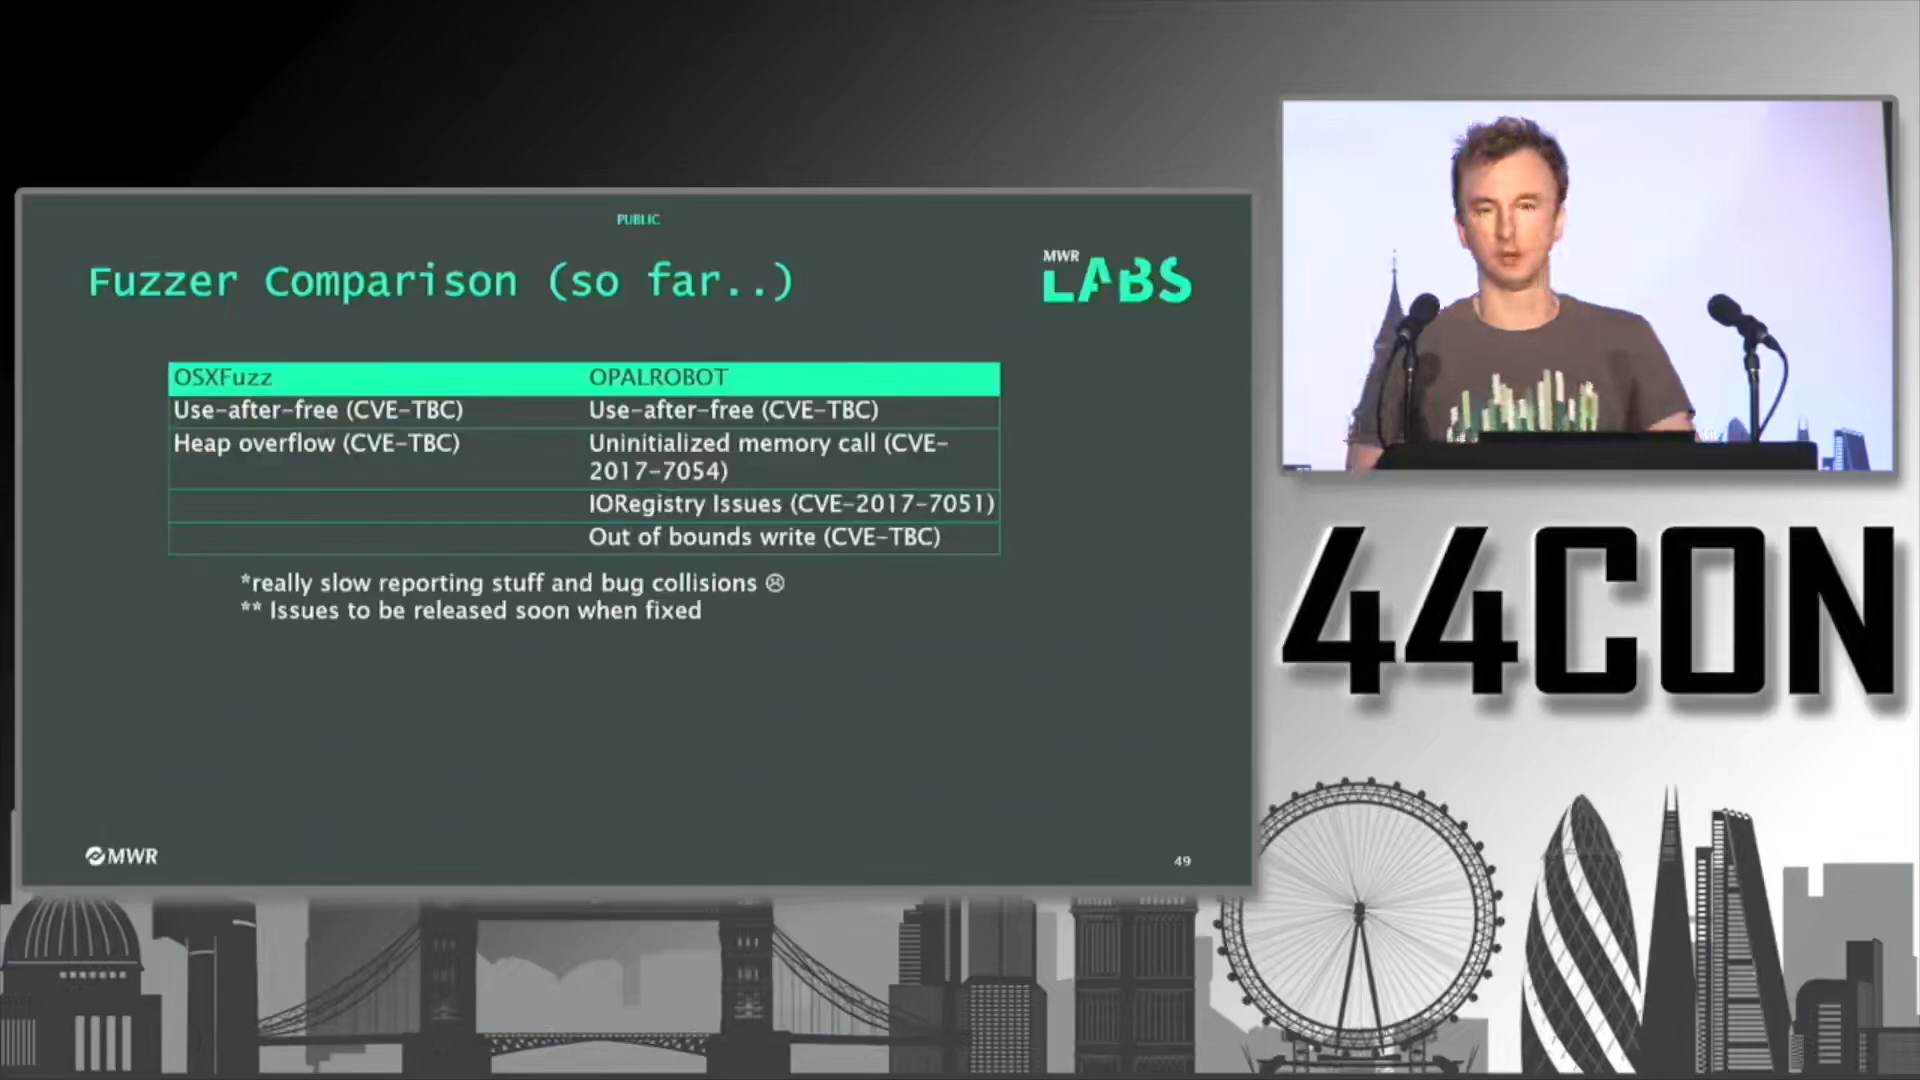 PUBLIC
Fuzzer Comparison (so far..)
MWR
LABS
OSXFuzz OPALROBOT
Use-after-free (CVE-TBC) Use-after-free (CVE-TBC)
Heap overflow (CVE-TBC) Uninitialized memory call (CVE-
2017-7054)
IORegistry Issues (CVE-2017-7051)
Out of bounds write (CVE-TBC)
*really slow reporting stuff and bug collisions ☹
** Issues to be released soon when fixed
MWR
49
44CON